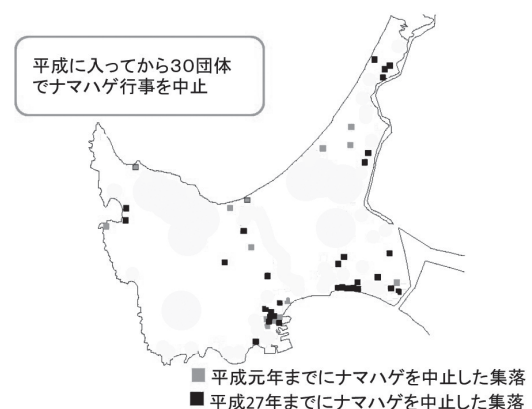 平成に入ってから30団体
でナマハゲ行事を中止
平成元年までにナマハゲを中止した集落
平成27年までにナマハゲを中止した集落